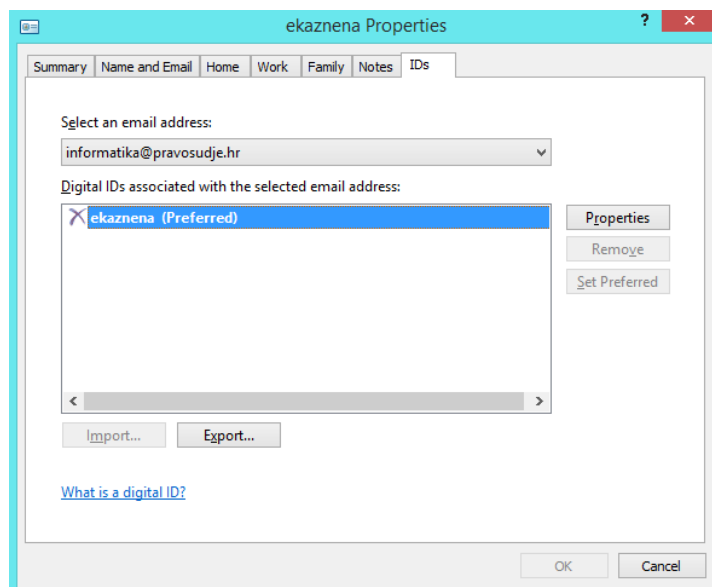 ekaznena Properties
Summary Name and Email Home Work Family Notes IDs
Select an email address:
informatika@pravosudje.hr
Digital IDs associated with the selected email address:
ekaznena (Preferred)
Properties
Remove
Set Preferred
Import... Export...
What is a digital ID?
OK Cancel